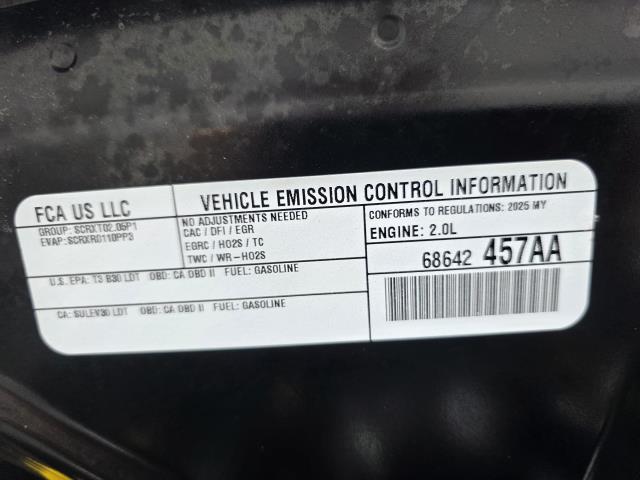 FCA US LLC
VEHICLE EMISSION CONTROL INFORMATION
GROUP: SCRXT02.05P1
EVAP: SCRXR0110PP3
NO ADJUSTMENTS NEEDED
CAC / DFI / EGR
EGRC / HO2S / TC
TWC / WR-HO2S
CONFORMS TO REGULATIONS: 2025 MY
ENGINE: 2.0L
U.S. EPA: T3 B30 LDT OBD: CA OBD II FUEL: GASOLINE
CA: SULEV30 LDT OBD: CA OBD II FUEL: GASOLINE
68642 457AA